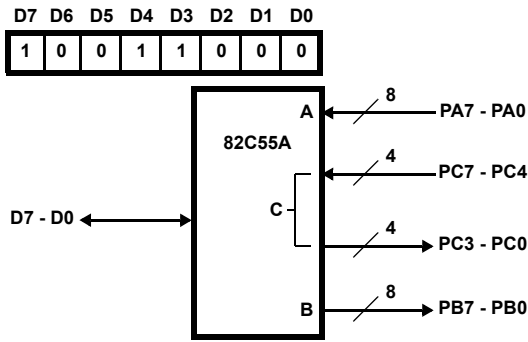 D7 D6 D5 D4 D3 D2 D1 D0
1 0 0 1 1 0 0 0
A 8 PA7 - PA0
82C55A
4 PC7 - PC4
C
D7 - D0
4 PC3 - PC0
B 8 PB7 - PB0